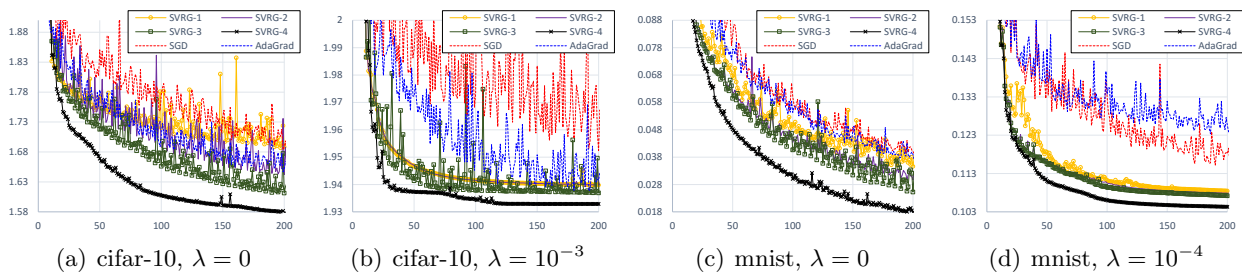 1.88
1.83
1.78
1.73
1.68
1.63
1.58
0 50 100 150 200
SVRG-1 SVRG-2
SVRG-3 SVRG-4
SGD AdaGrad
(a) cifar-10, λ = 0
2
1.99
1.98
1.97
1.96
1.95
1.94
1.93
0 50 100 150 200
SVRG-1 SVRG-2
SVRG-3 SVRG-4
SGD AdaGrad
(b) cifar-10, λ = 10⁻³
0.088
0.078
0.068
0.058
0.048
0.038
0.028
0.018
0 50 100 150 200
SVRG-1 SVRG-2
SVRG-3 SVRG-4
SGD AdaGrad
(c) mnist, λ = 0
0.153
0.143
0.133
0.123
0.113
0.103
0 50 100 150 200
SVRG-1 SVRG-2
SVRG-3 SVRG-4
SGD AdaGrad
(d) mnist, λ = 10⁻⁴